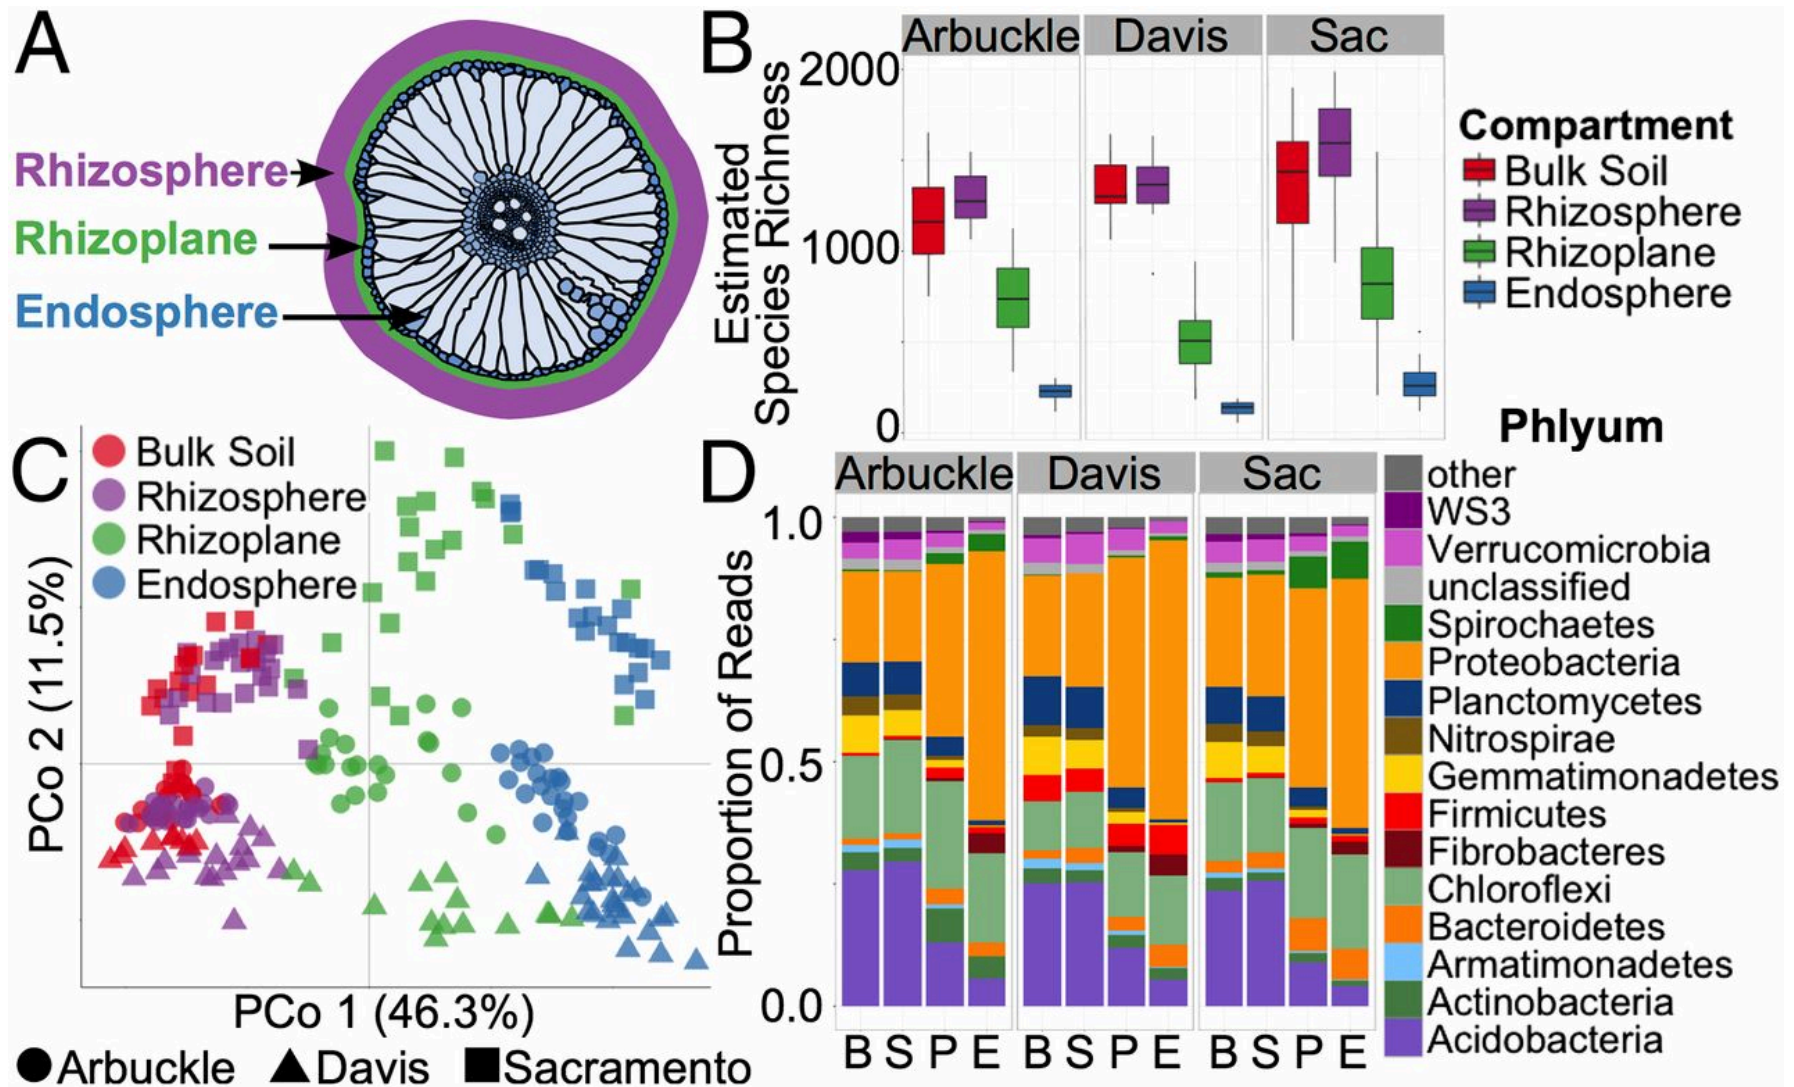 A
Rhizosphere
Rhizoplane
Endosphere
B
Estimated
Species Richness
Arbuckle
Davis
Sac
2000
1000
0
Compartment
Bulk Soil
Rhizosphere
Rhizoplane
Endosphere
C
Bulk Soil
Rhizosphere
Rhizoplane
Endosphere
PCo 2 (11.5%)
PCo 1 (46.3%)
Arbuckle
Davis
Sacramento
D
Proportion of Reads
Arbuckle
Davis
Sac
1.0
0.5
0.0
B S P E
B S P E
B S P E
Phlyum
other
WS3
Verrucomicrobia
unclassified
Spirochaetes
Proteobacteria
Planctomycetes
Nitrospirae
Gemmatimonadetes
Firmicutes
Fibrobacteres
Chloroflexi
Bacteroidetes
Armatimonadetes
Actinobacteria
Acidobacteria